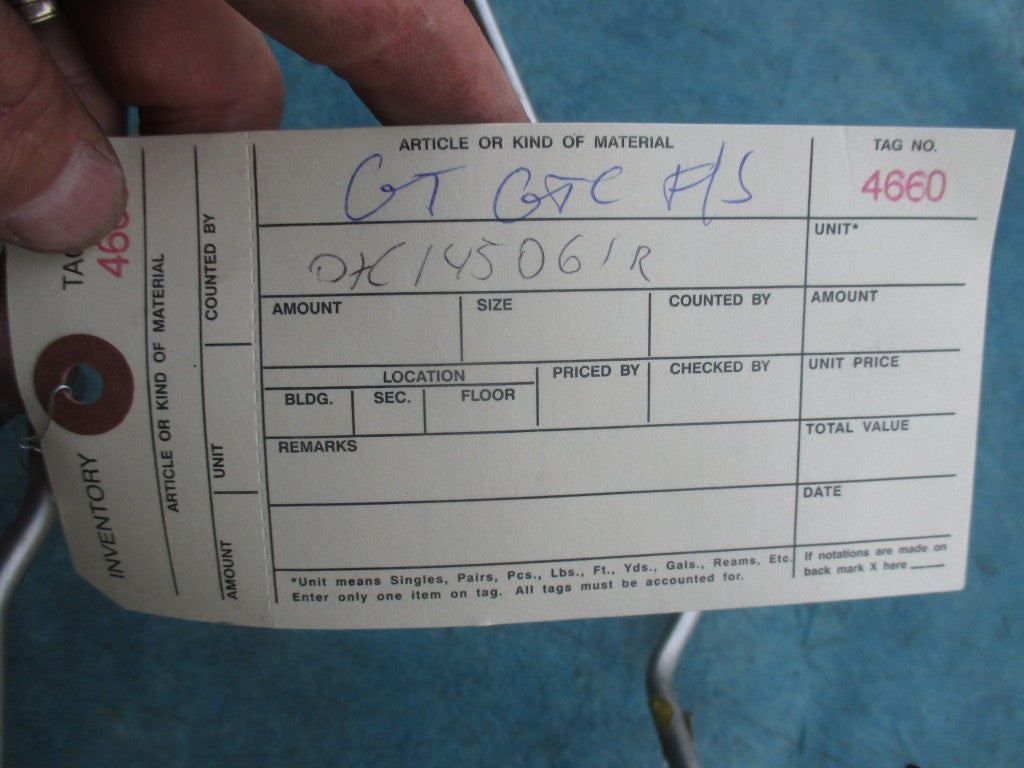 ARTICLE OR KIND OF MATERIAL
TAG NO.
GT GTC F/S
4660
UNIT*
145061R
AMOUNT
SIZE
COUNTED BY
AMOUNT
LOCATION
PRICED BY
CHECKED BY
UNIT PRICE
BLDG.
SEC.
FLOOR
REMARKS
TOTAL VALUE
DATE
*Unit means Singles, Pairs, Pcs., Lbs., Ft., Yds., Gals., Reams, Etc.
Enter only one item on tag. All tags must be accounted for.
If notations are made on
back mark X here
INVENTORY
ARTICLE OR KIND OF MATERIAL
COUNTED BY
UNIT
AMOUNT